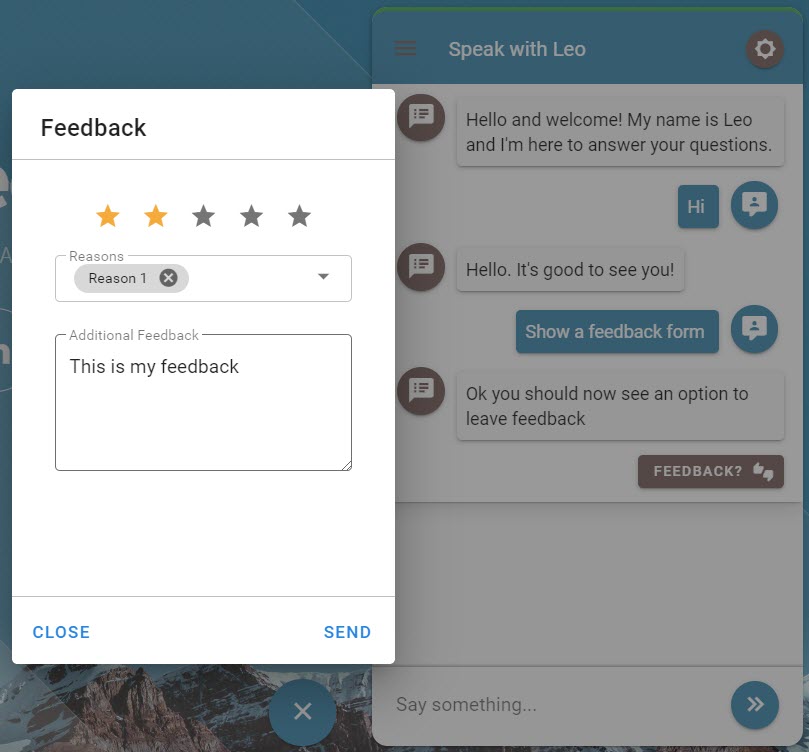 Speak with Leo
Hello and welcome! My name is Leo
and I'm here to answer your questions.
Hi
Hello. It's good to see you!
Show a feedback form
Ok you should now see an option to
leave feedback
FEEDBACK?
Say something...
Feedback
Reasons
Reason 1
Additional Feedback
This is my feedback
CLOSE
SEND